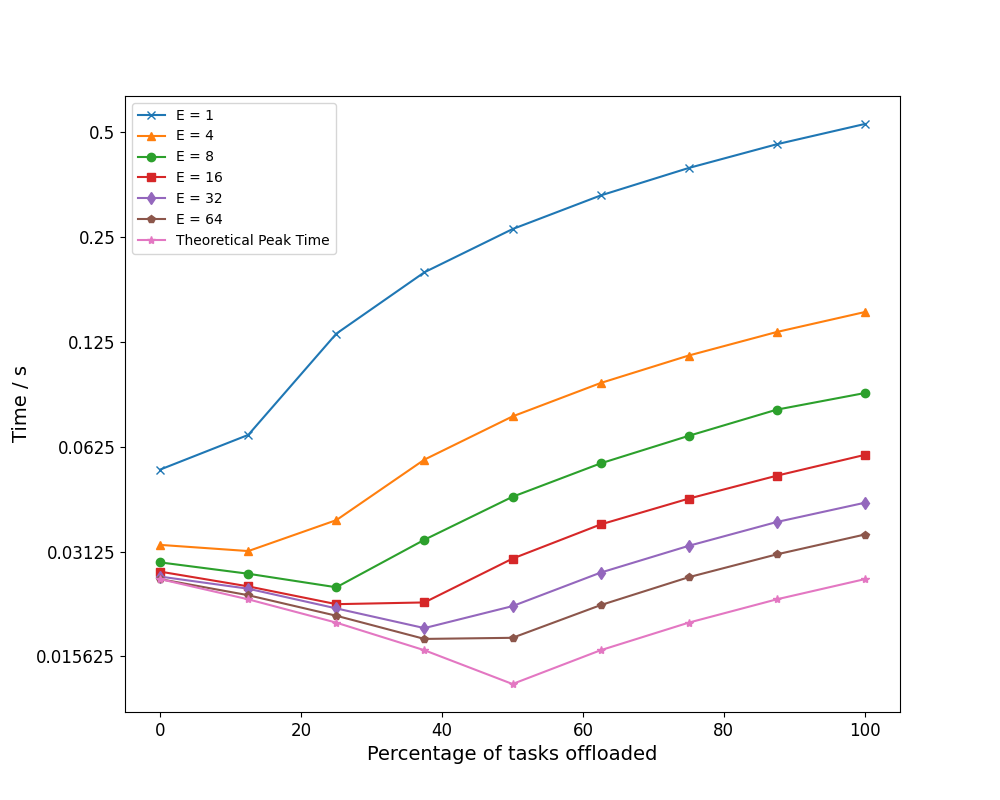 E = 1
E = 4
E = 8
E = 16
E = 32
E = 64
Theoretical Peak Time
0.5
0.25
0.125
0.0625
0.03125
0.015625
Time / s
0 20 40 60 80 100
Percentage of tasks offloaded